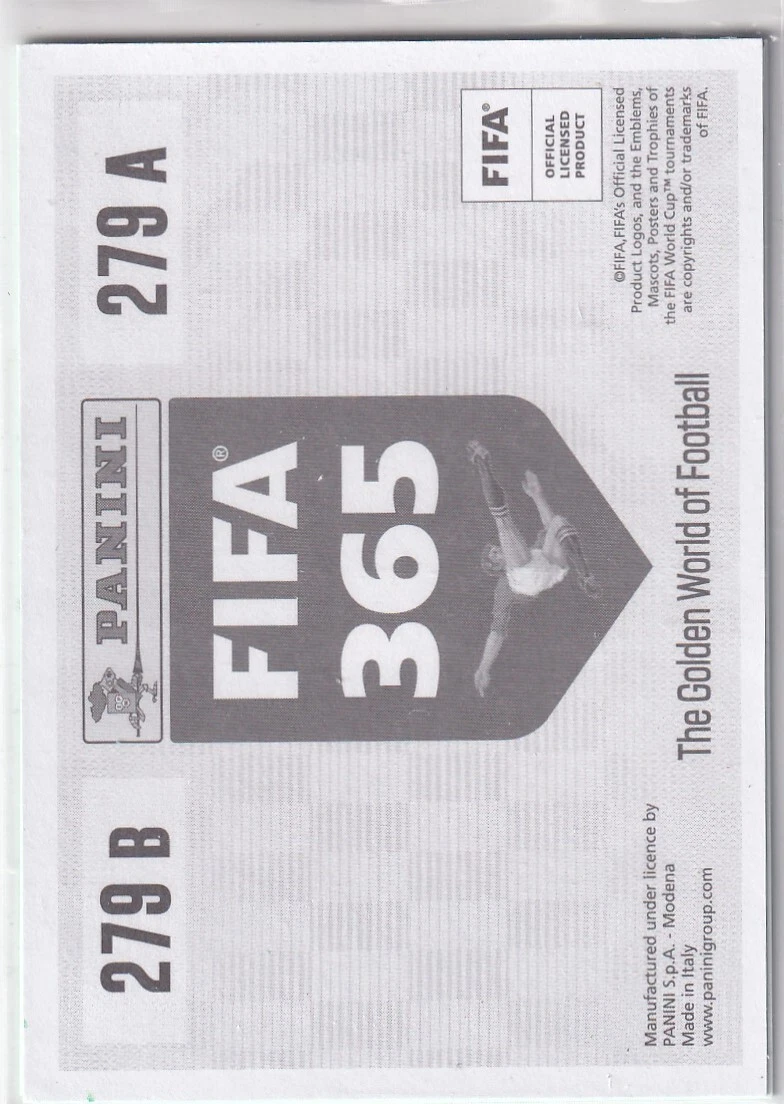 279 B
PANINI
279 A
FIFA®
365
FIFA®
OFFICIAL
LICENSED
PRODUCT
Manufactured under licence by
PANINI S.p.A. - Modena
Made in Italy
www.paninigroup.com
The Golden World of Football
©FIFA,FIFA's Official Licensed
Product Logos, and the Emblems,
Mascots, Posters and Trophies of
the FIFA World Cup™ tournaments
are copyrights and/or trademarks
of FIFA.